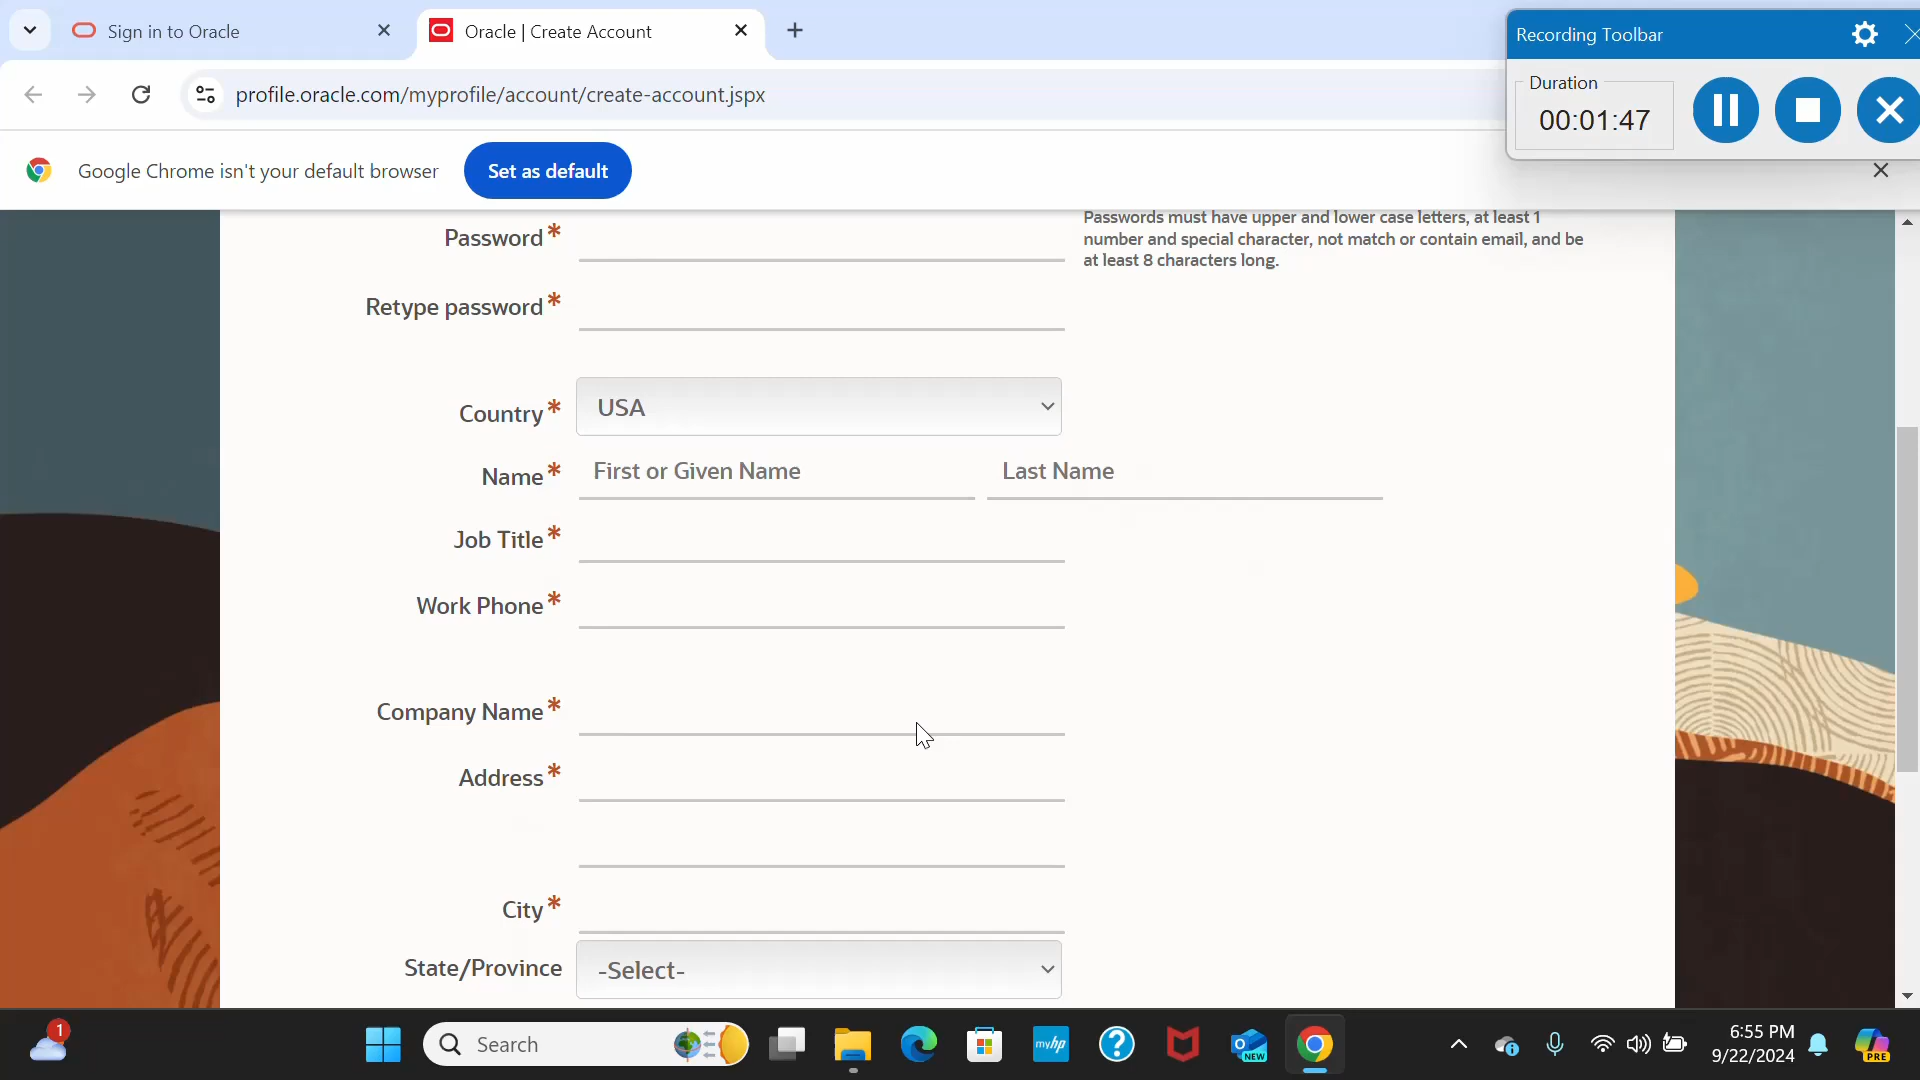 Sign in to Oracle
Oracle | Create Account
Recording Toolbar
profile.oracle.com/myprofile/account/create-account.jspx
Duration
00:01:47
Google Chrome isn't your default browser
Set as default
Password*
Passwords must have upper and lower case letters, at least 1
number and special character, not match or contain email, and be
at least 8 characters long.
Retype password*
Country*
USA
Name*
First or Given Name
Last Name
Job Title*
Work Phone*
Company Name*
Address*
City*
State/Province
-Select-
1
Search
myhp
NEW
6:55 PM
9/22/2024
PRE